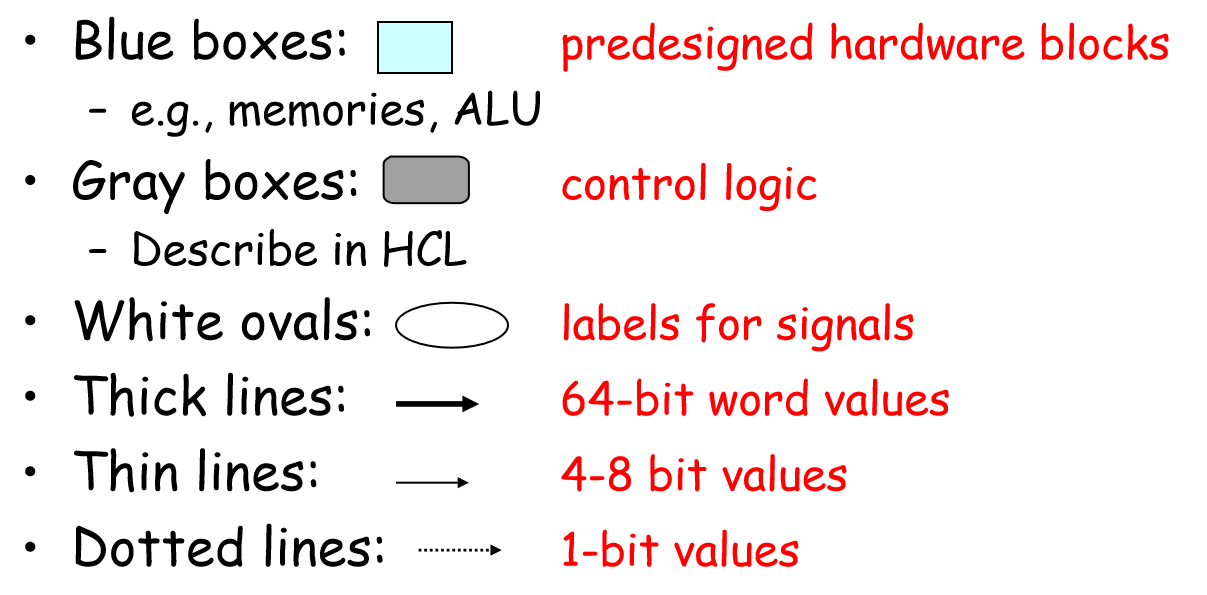 • Blue boxes: predesigned hardware blocks
– e.g., memories, ALU
• Gray boxes: control logic
– Describe in HCL
• White ovals: labels for signals
• Thick lines: 64-bit word values
• Thin lines: 4-8 bit values
• Dotted lines: 1-bit values